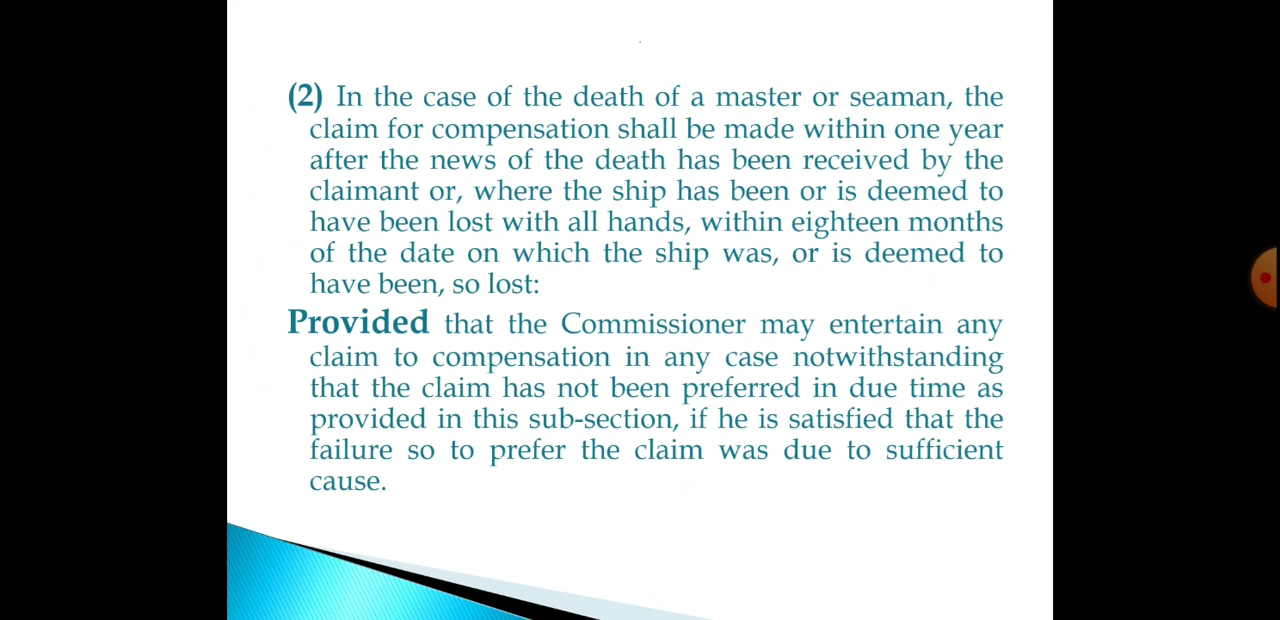 (2) In the case of the death of a master or seaman, the
claim for compensation shall be made within one year
after the news of the death has been received by the
claimant or, where the ship has been or is deemed to
have been lost with all hands, within eighteen months
of the date on which the ship was, or is deemed to
have been, so lost:
Provided that the Commissioner may entertain any
claim to compensation in any case notwithstanding
that the claim has not been preferred in due time as
provided in this sub-section, if he is satisfied that the
failure so to prefer the claim was due to sufficient
cause.